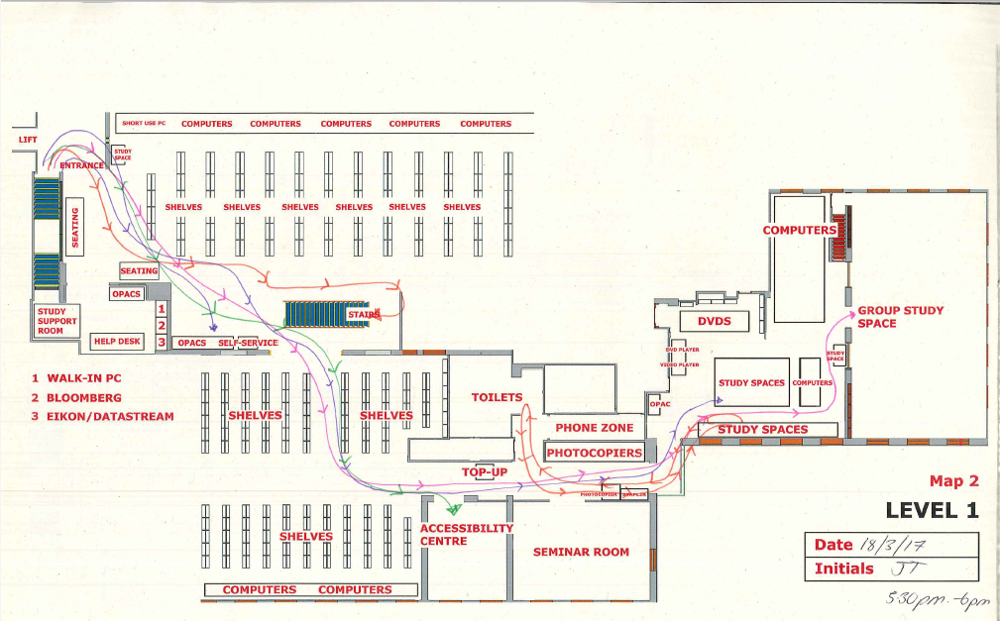 SHORT USE PC COMPUTERS COMPUTERS COMPUTERS COMPUTERS COMPUTERS
LIFT
STUDY
SPACE
ENTRANCE
SHELVES SHELVES SHELVES SHELVES SHELVES SHELVES
SEATING
COMPUTERS
SEATING
OPACS
STUDY
SUPPORT
ROOM
1
2
3
STAIRS
GROUP STUDY
SPACE
DVDS
HELP DESK
OPACS SELF-SERVICE
DVD PLAYER
VIDEO PLAYER
STUDY
SPACE
1 WALK-IN PC
2 BLOOMBERG
3 EIKON/DATASTREAM
STUDY SPACES
COMPUTERS
TOILETS
OPAC
SHELVES SHELVES
PHONE ZONE
STUDY SPACES
PHOTOCOPIERS
TOP-UP
Map 2
PHOTOCOPIER
LEVEL 1
ACCESSIBILITY
CENTRE
SHELVES
SEMINAR ROOM
Date 18/3/17
Initials JT
COMPUTERS COMPUTERS
5:30pm - 6pm